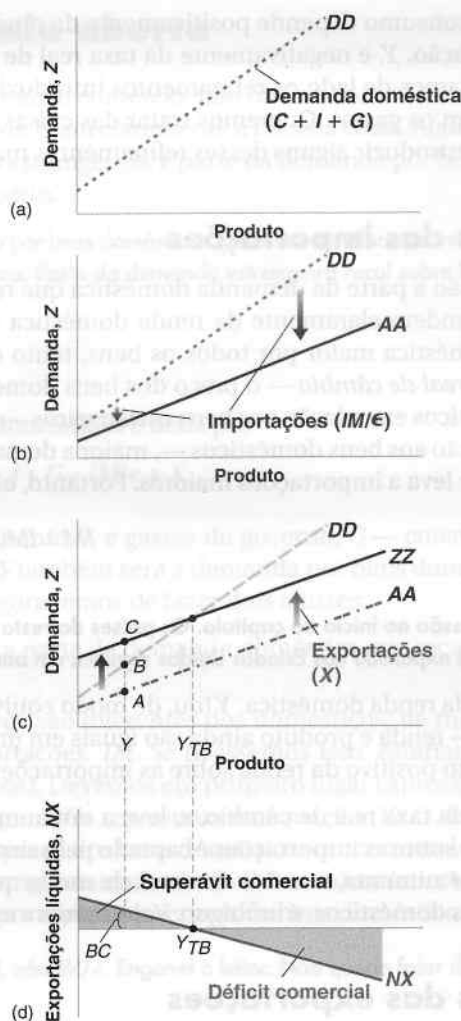 Demanda, Z
DD
Demanda doméstica
(C + I + G)
(a)
Produto
Demanda, Z
DD
AA
Importações (IM/ϵ)
(b)
Produto
Demanda, Z
DD
ZZ
AA
C
B
A
Exportações
(X)
(c)
Y_TB
Produto
Exportações líquidas, NX
Superávit comercial
BC
Y_TB
NX
Déficit comercial
(d)